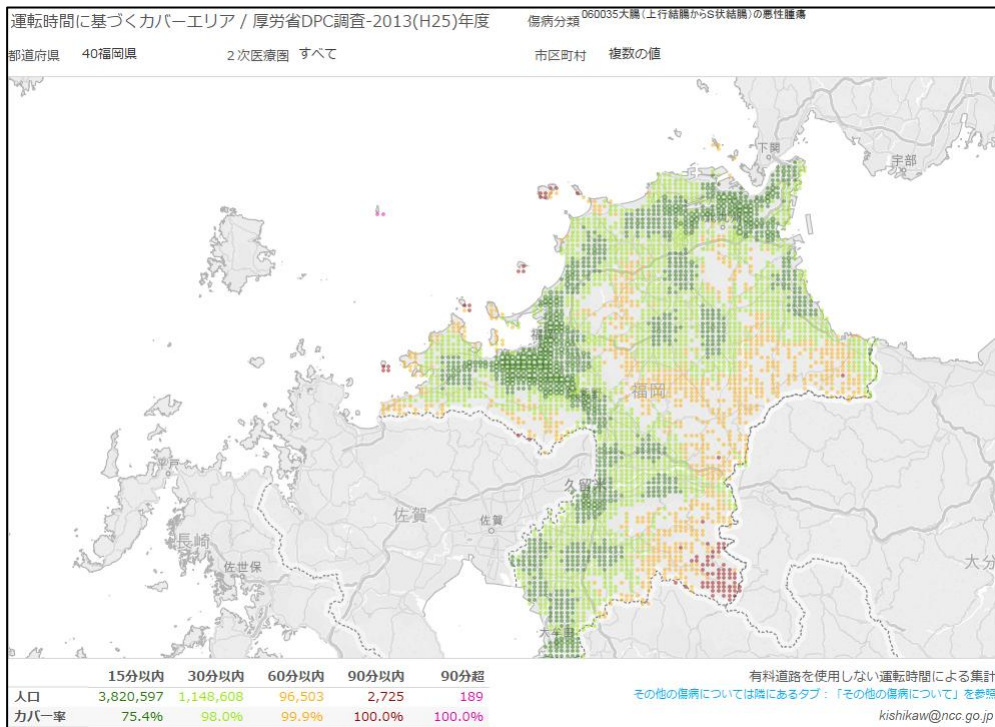 運転時間に基づくカバーエリア / 厚労省DPC調査-2013(H25)年度 傷病分類 060035大腸(上行結腸からS状結腸)の悪性腫瘍
都道府県 40福岡県 2次医療圏 すべて 市区町村 複数の値
下関
宇部
福岡
久留米
佐賀
佐賀
平戸
長崎
佐世保
大分
大牟田
15分以内 30分以内 60分以内 90分以内 90分超
人口 3,820,597 1,148,608 96,503 2,725 189
カバー率 75.4% 98.0% 99.9% 100.0% 100.0%
有料道路を使用しない運転時間による集計
その他の傷病については隣にあるタブ:「その他の傷病について」を参照
kishikaw@ncc.go.jp